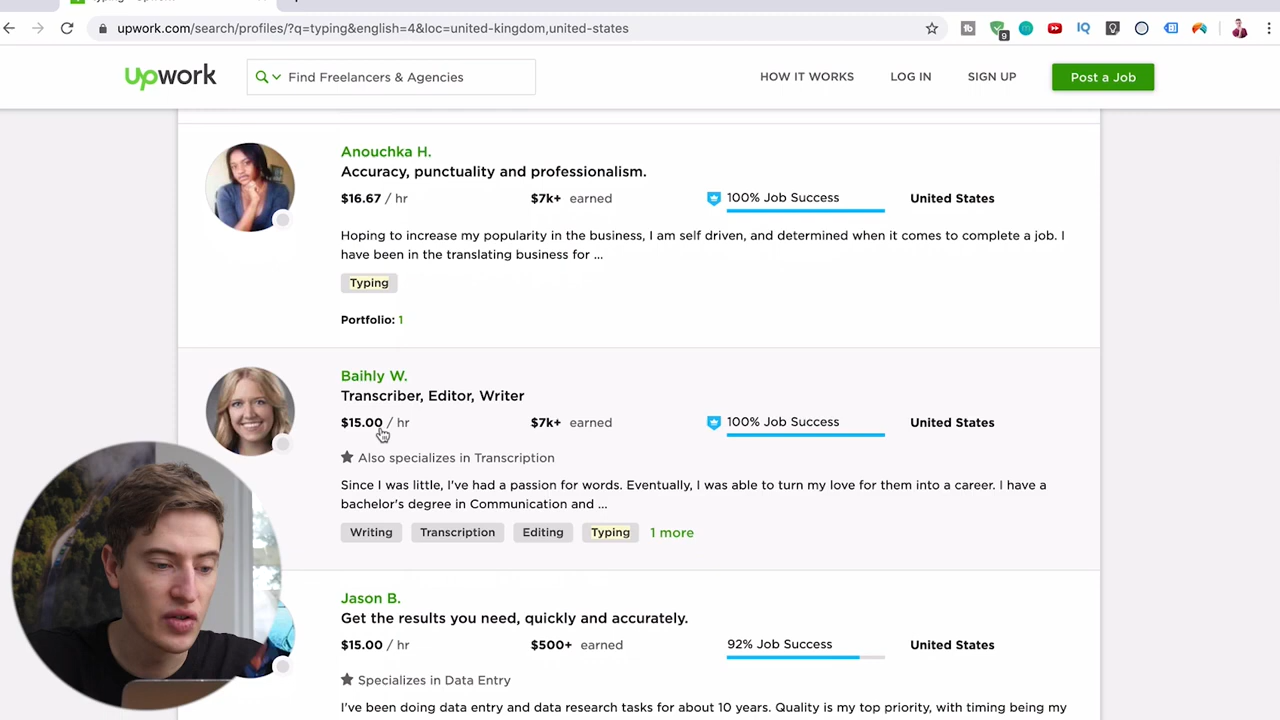 upwork.com/search/profiles/?q=typing&english=4&loc=united-kingdom,united-states
9
IQ
upwork
Find Freelancers & Agencies
HOW IT WORKS
LOG IN
SIGN UP
Post a Job
Anouchka H.
Accuracy, punctuality and professionalism.
$16.67 / hr
$7k+ earned
100% Job Success
United States
Hoping to increase my popularity in the business, I am self driven, and determined when it comes to complete a job. I
have been in the translating business for ...
Typing
Portfolio: 1
Baihly W.
Transcriber, Editor, Writer
$15.00 / hr
$7k+ earned
100% Job Success
United States
Also specializes in Transcription
Since I was little, I've had a passion for words. Eventually, I was able to turn my love for them into a career. I have a
bachelor's degree in Communication and ...
Writing
Transcription
Editing
Typing
1 more
Jason B.
Get the results you need, quickly and accurately.
$15.00 / hr
$500+ earned
92% Job Success
United States
Specializes in Data Entry
I've been doing data entry and data research tasks for about 10 years. Quality is my top priority, with timing being my